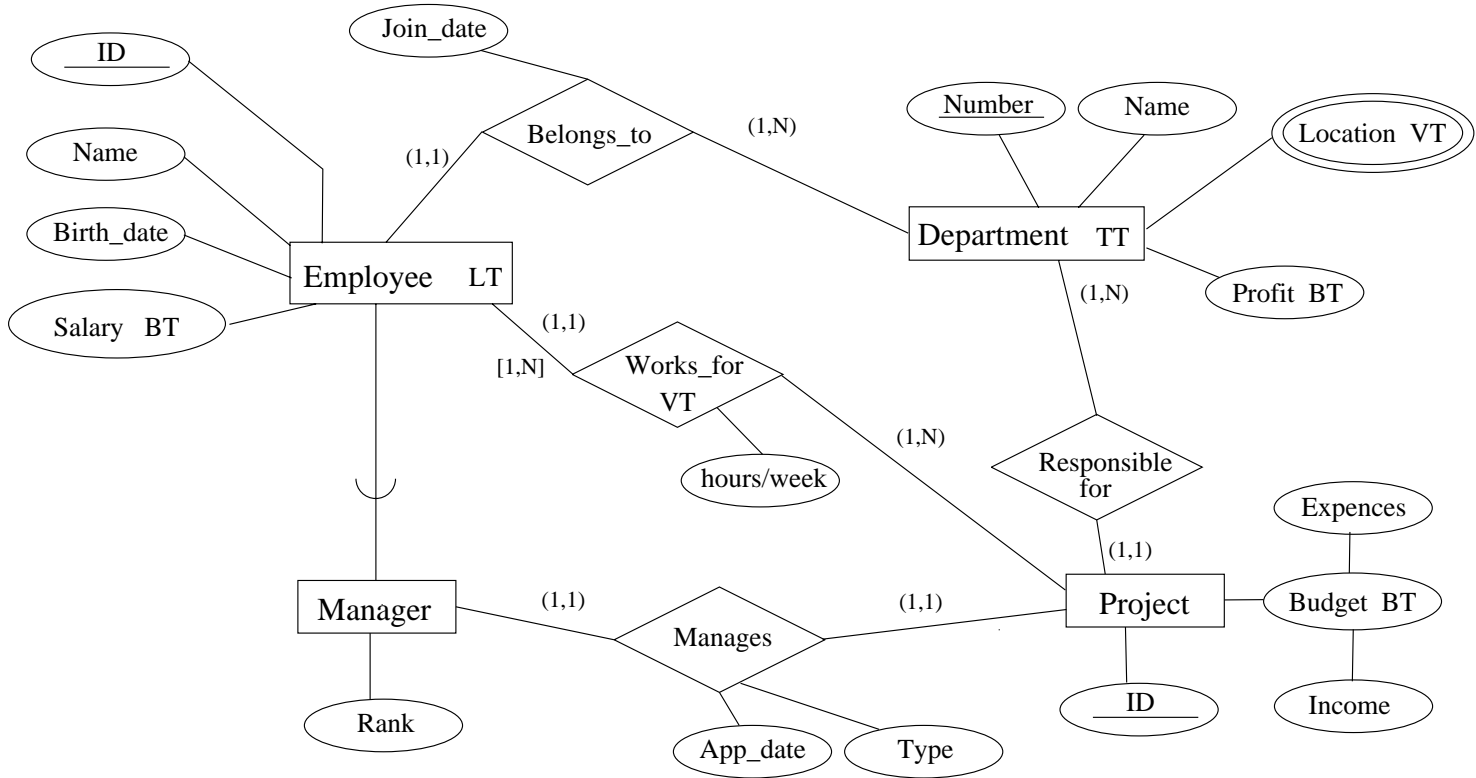 Join_date
ID
Number
Name
Location VT
Belongs_to
(1,N)
(1,1)
Name
Birth_date
Department TT
Employee LT
Profit BT
(1,N)
Salary BT
(1,1)
[1,N]
Works_for
VT
(1,N)
hours/week
Responsible
for
Expences
(1,1)
Manager
(1,1)
(1,1)
Project
Budget BT
Manages
ID
Income
Rank
App_date
Type